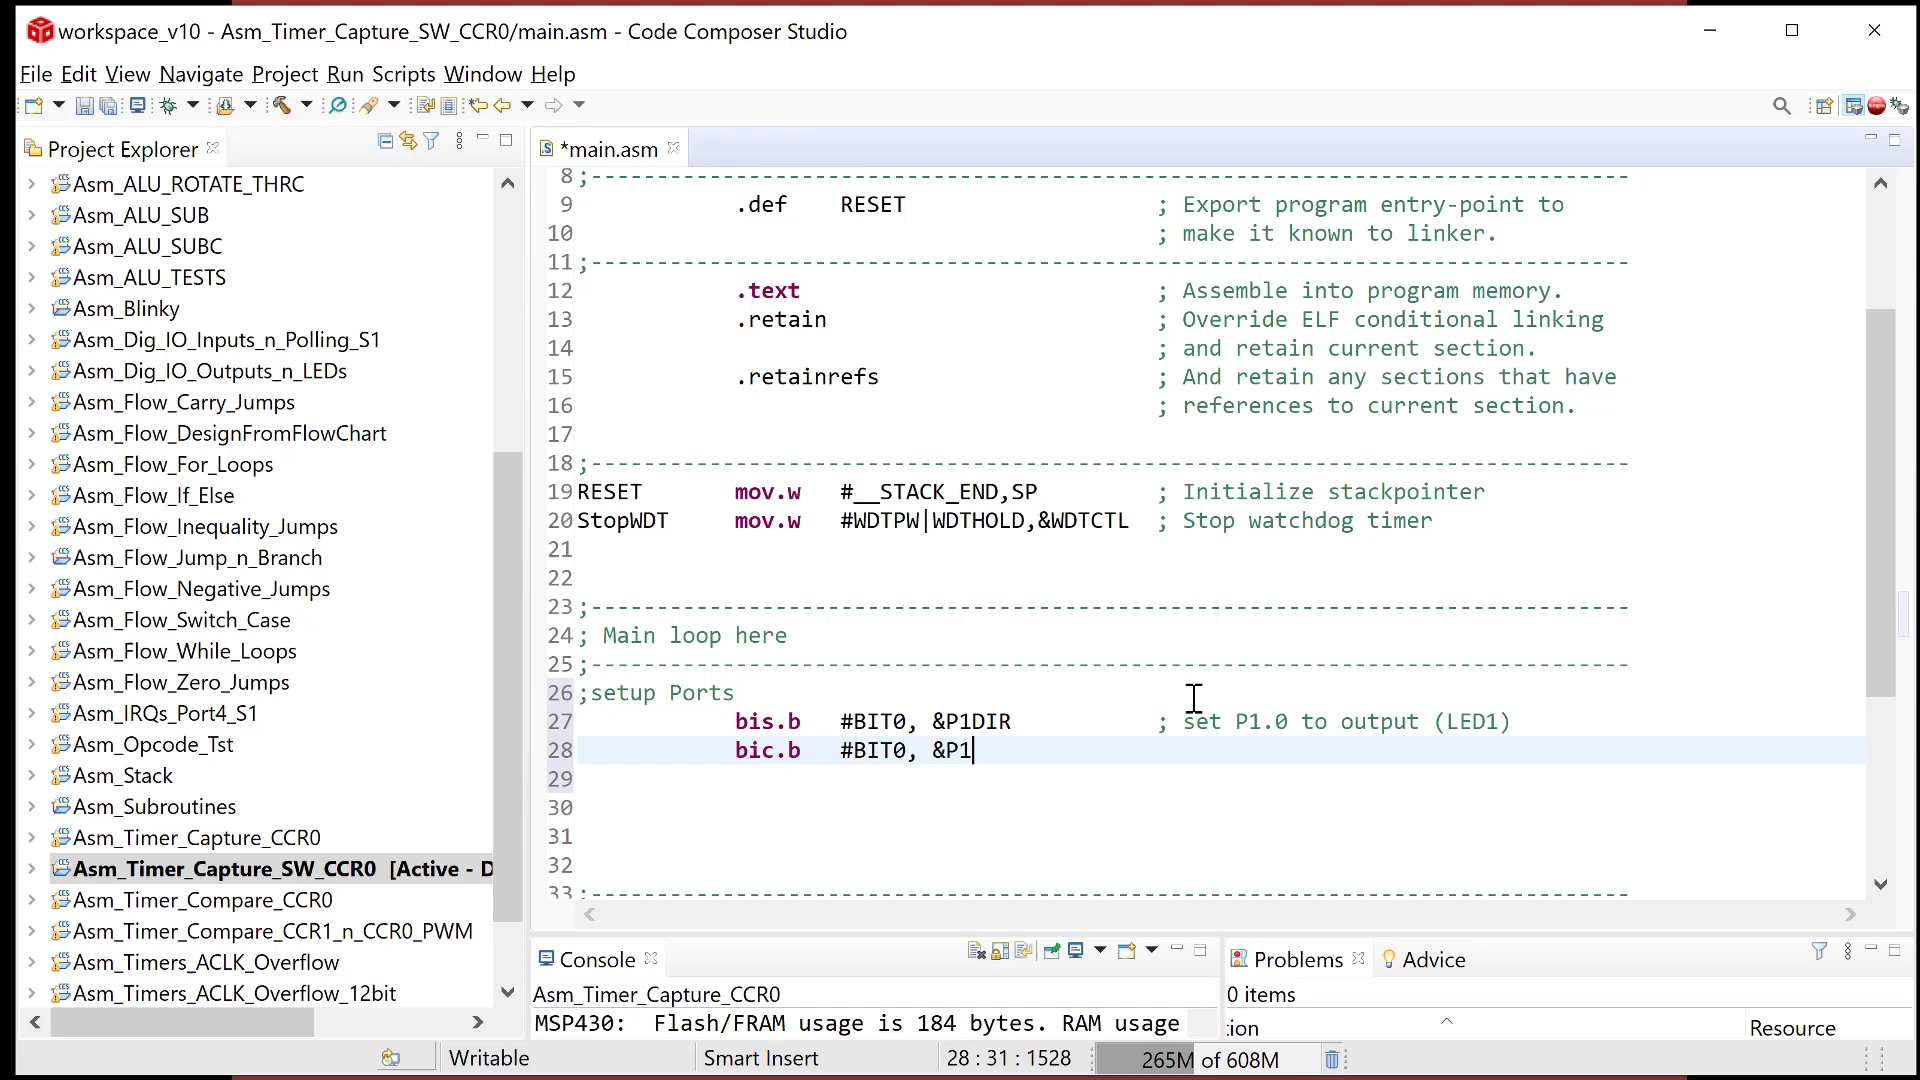 workspace_v10 - Asm_Timer_Capture_SW_CCR0/main.asm - Code Composer Studio
File Edit View Navigate Project Run Scripts Window Help
Project Explorer
Asm_ALU_ROTATE_THRC
Asm_ALU_SUB
Asm_ALU_SUBC
Asm_ALU_TESTS
Asm_Blinky
Asm_Dig_IO_Inputs_n_Polling_S1
Asm_Dig_IO_Outputs_n_LEDs
Asm_Flow_Carry_Jumps
Asm_Flow_DesignFromFlowChart
Asm_Flow_For_Loops
Asm_Flow_If_Else
Asm_Flow_Inequality_Jumps
Asm_Flow_Jump_n_Branch
Asm_Flow_Negative_Jumps
Asm_Flow_Switch_Case
Asm_Flow_While_Loops
Asm_Flow_Zero_Jumps
Asm_IRQs_Port4_S1
Asm_Opcode_Tst
Asm_Stack
Asm_Subroutines
Asm_Timer_Capture_CCR0
Asm_Timer_Capture_SW_CCR0 [Active - D
Asm_Timer_Compare_CCR0
Asm_Timer_Compare_CCR1_n_CCR0_PWM
Asm_Timers_ACLK_Overflow
Asm_Timers_ACLK_Overflow_12bit
*main.asm
8 ;-------------------------------------------------------------------------------
9 .def RESET ; Export program entry-point to
10 ; make it known to linker.
11 ;-------------------------------------------------------------------------------
12 .text ; Assemble into program memory.
13 .retain ; Override ELF conditional linking
14 ; and retain current section.
15 .retainrefs ; And retain any sections that have
16 ; references to current section.
17
18 ;-------------------------------------------------------------------------------
19 RESET mov.w #__STACK_END,SP ; Initialize stackpointer
20 StopWDT mov.w #WDTPW|WDTHOLD,&WDTCTL ; Stop watchdog timer
21
22
23 ;-------------------------------------------------------------------------------
24 ; Main loop here
25 ;-------------------------------------------------------------------------------
26 ;setup Ports
27 bis.b #BIT0, &P1DIR ; set P1.0 to output (LED1)
28 bic.b #BIT0, &P1
29
30
31
32
33 ;-------------------------------------------------------------------------------
Console
Asm_Timer_Capture_CCR0
MSP430: Flash/FRAM usage is 184 bytes. RAM usage
Problems Advice
0 items
tion Resource
Writable Smart Insert 28 : 31 : 1528 265M of 608M